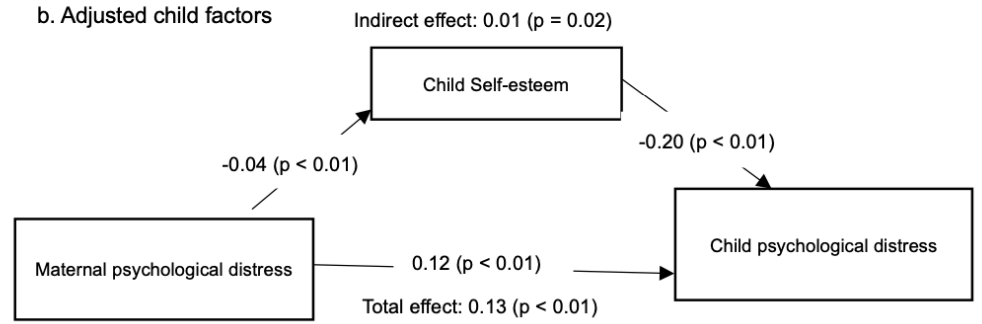 b. Adjusted child factors
Indirect effect: 0.01 (p = 0.02)
Child Self-esteem
-0.04 (p < 0.01)
-0.20 (p < 0.01)
Maternal psychological distress
0.12 (p < 0.01)
Child psychological distress
Total effect: 0.13 (p < 0.01)